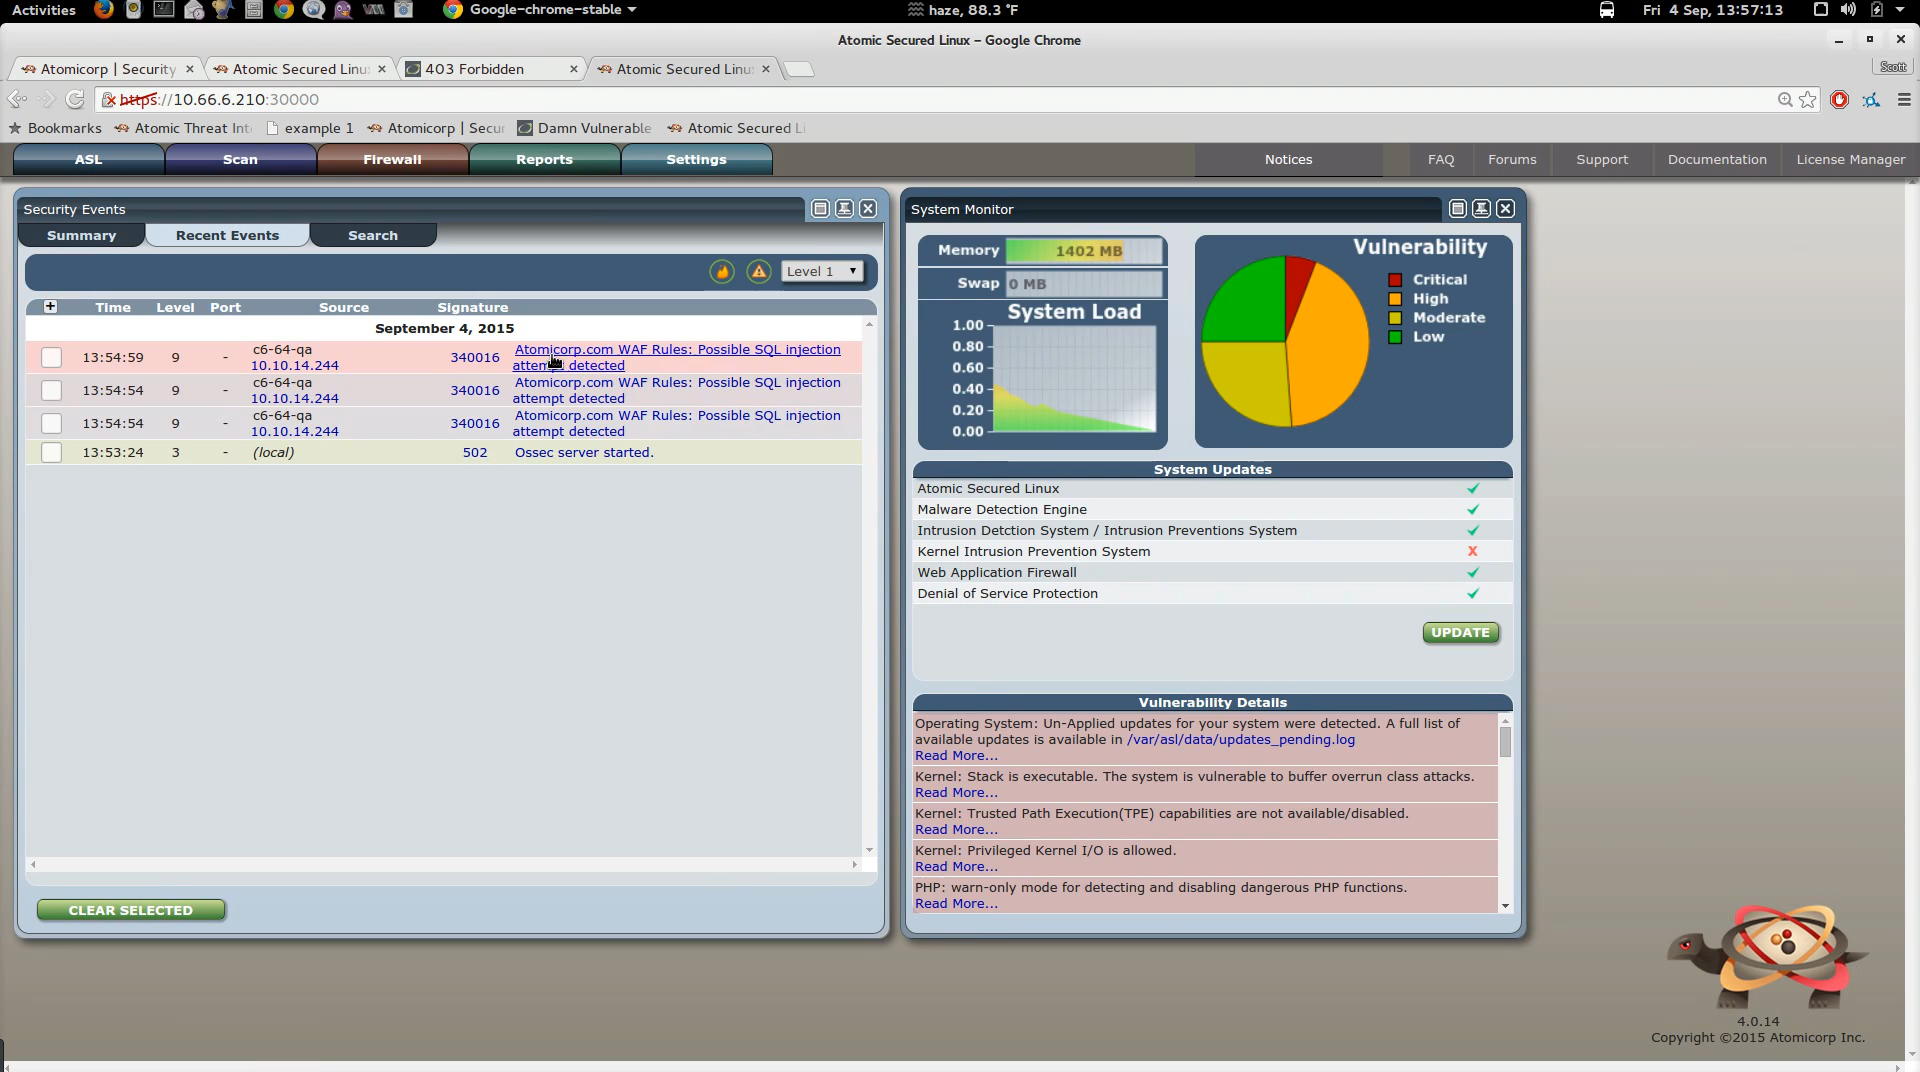 Activities
Google-chrome-stable
haze, 88.3 °F
Fri 4 Sep, 13:57:13
Atomic Secured Linux – Google Chrome
Atomicorp | Security
Atomic Secured Linu
403 Forbidden
Atomic Secured Linu
Scott
https://10.66.6.210:30000
Bookmarks
Atomic Threat Int
example 1
Atomicorp | Secur
Damn Vulnerable
Atomic Secured Li
ASL
Scan
Firewall
Reports
Settings
Notices
FAQ
Forums
Support
Documentation
License Manager
Security Events
Summary
Recent Events
Search
Level 1
Time Level Port Source Signature
September 4, 2015
13:54:59 9 - c6-64-qa 340016 Atomicorp.com WAF Rules: Possible SQL injection
10.10.14.244 attempt detected
13:54:54 9 - c6-64-qa 340016 Atomicorp.com WAF Rules: Possible SQL injection
10.10.14.244 attempt detected
13:54:54 9 - c6-64-qa 340016 Atomicorp.com WAF Rules: Possible SQL injection
10.10.14.244 attempt detected
13:53:24 3 - (local) 502 Ossec server started.
CLEAR SELECTED
System Monitor
Memory 1402 MB
Swap 0 MB
System Load
1.00
0.80
0.60
0.40
0.20
0.00
Vulnerability
Critical
High
Moderate
Low
System Updates
Atomic Secured Linux
Malware Detection Engine
Intrusion Detction System / Intrusion Preventions System
Kernel Intrusion Prevention System X
Web Application Firewall
Denial of Service Protection
UPDATE
Vulnerability Details
Operating System: Un-Applied updates for your system were detected. A full list of
available updates is available in /var/asl/data/updates_pending.log
Read More...
Kernel: Stack is executable. The system is vulnerable to buffer overrun class attacks.
Read More...
Kernel: Trusted Path Execution(TPE) capabilities are not available/disabled.
Read More...
Kernel: Privileged Kernel I/O is allowed.
Read More...
PHP: warn-only mode for detecting and disabling dangerous PHP functions.
Read More...
4.0.14
Copyright ©2015 Atomicorp Inc.